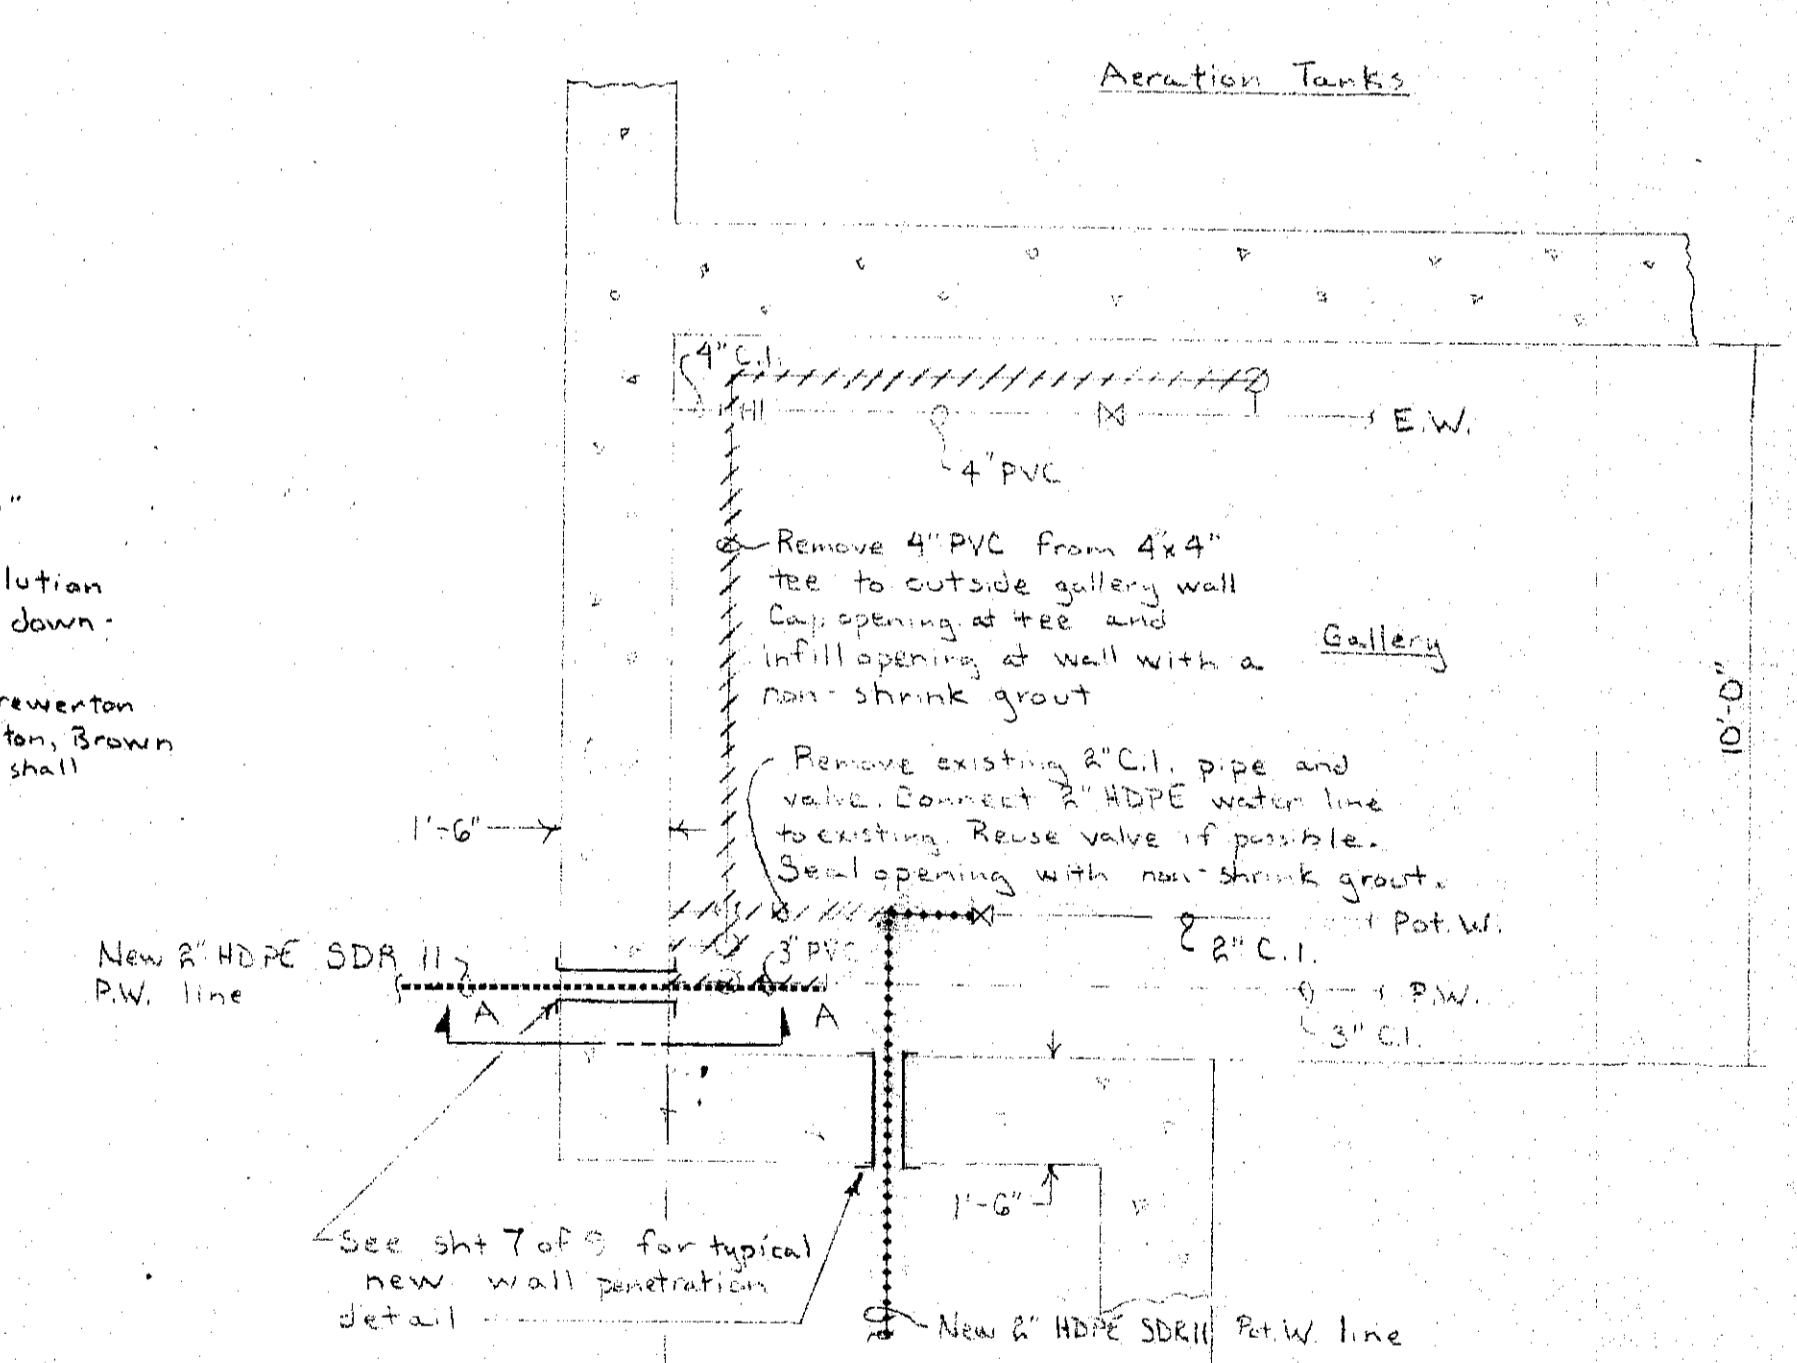 Aeration Tanks
4" C.I.
E.W.
4" PVC
"
lution
down-
rewerton
ton, Brown
shall
Remove 4" PVC from 4"x4"
tee to outside gallery wall
Cap opening at tee and
infill opening at wall with a
non-shrink grout
Gallery
10'-0"
Remove existing 2" C.I. pipe and
valve. Connect 2" HDPE water line
to existing. Reuse valve if possible.
Seal opening with non-shrink grout.
1'-6"
Pot. W.
2" C.I.
New 2" HDPE SDR 11
P.W. line
3" PVC
P.W.
3" C.I.
A
A
1'-6"
See sht 7 of 9 for typical
new wall penetration
detail
New 2" HDPE SDR11 Pot. W. line